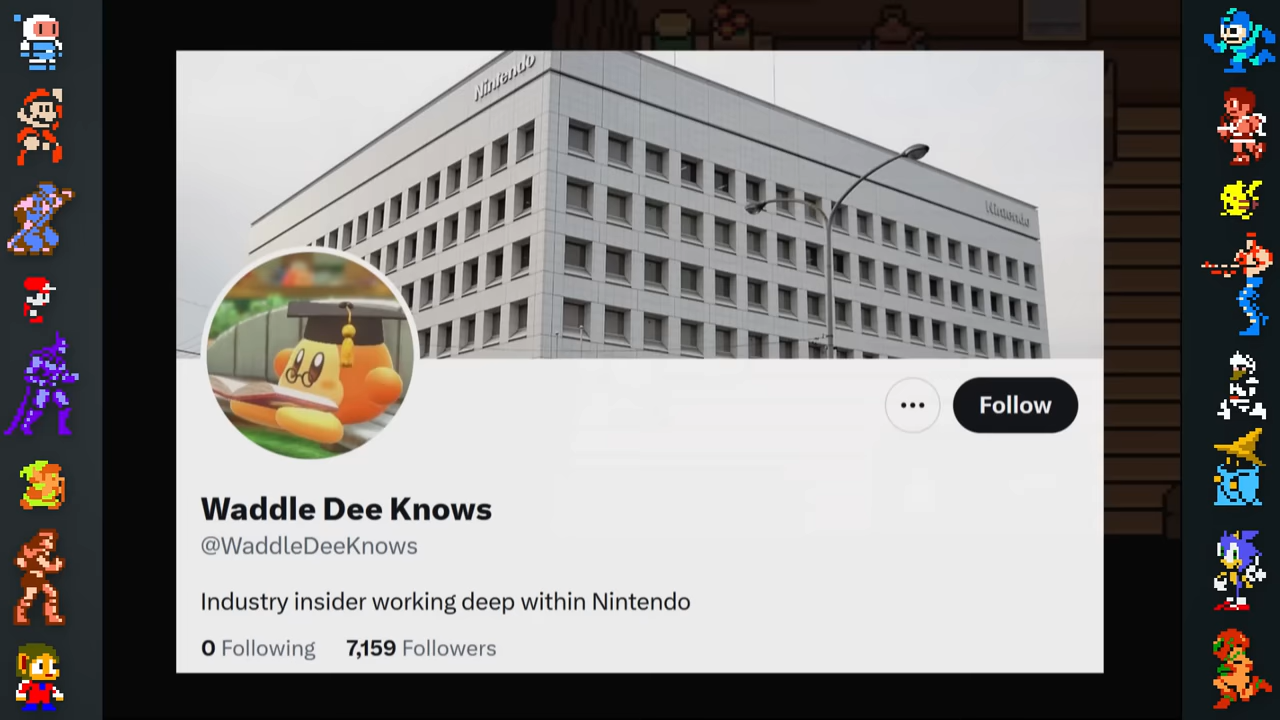 Nintendo
Nintendo
Follow
Waddle Dee Knows
@WaddleDeeKnows
Industry insider working deep within Nintendo
0 Following 7,159 Followers